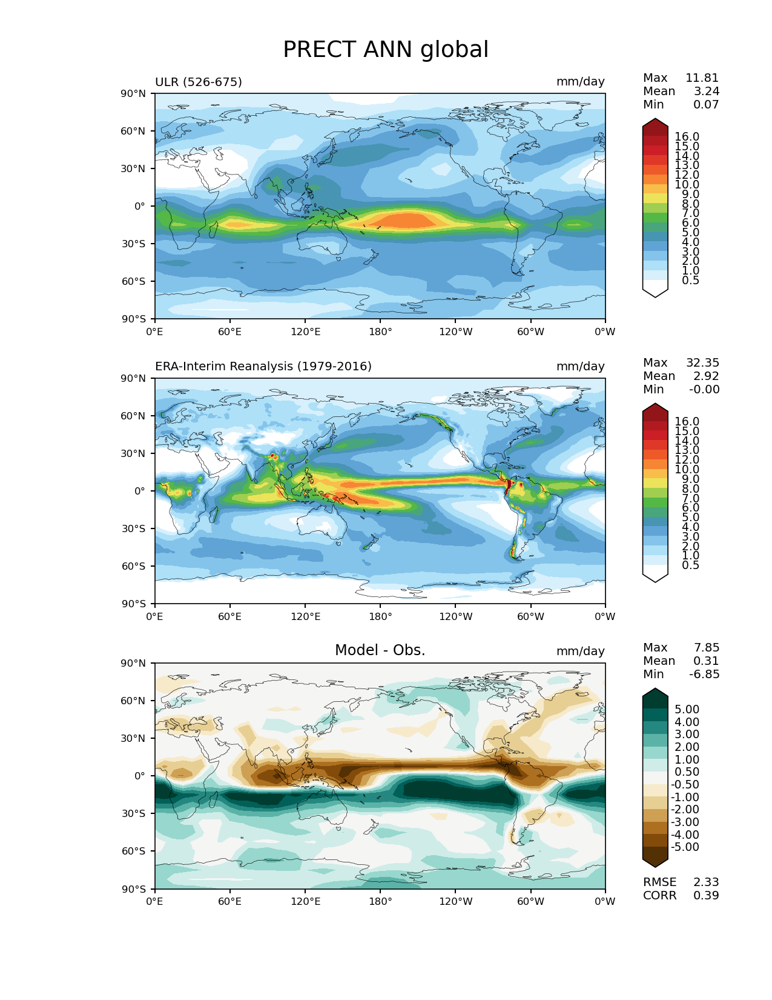 PRECT ANN global
ULR (526-675) mm/day
Max 11.81
Mean 3.24
Min 0.07
90°N
60°N
30°N
0°
30°S
60°S
90°S
0°E 60°E 120°E 180° 120°W 60°W 0°W
16.0
15.0
14.0
13.0
12.0
10.0
9.0
8.0
7.0
6.0
5.0
4.0
3.0
2.0
1.0
0.5
ERA-Interim Reanalysis (1979-2016) mm/day
Max 32.35
Mean 2.92
Min -0.00
90°N
60°N
30°N
0°
30°S
60°S
90°S
0°E 60°E 120°E 180° 120°W 60°W 0°W
16.0
15.0
14.0
13.0
12.0
10.0
9.0
8.0
7.0
6.0
5.0
4.0
3.0
2.0
1.0
0.5
Model - Obs. mm/day
Max 7.85
Mean 0.31
Min -6.85
90°N
60°N
30°N
0°
30°S
60°S
90°S
0°E 60°E 120°E 180° 120°W 60°W 0°W
5.00
4.00
3.00
2.00
1.00
0.50
-0.50
-1.00
-2.00
-3.00
-4.00
-5.00
RMSE 2.33
CORR 0.39